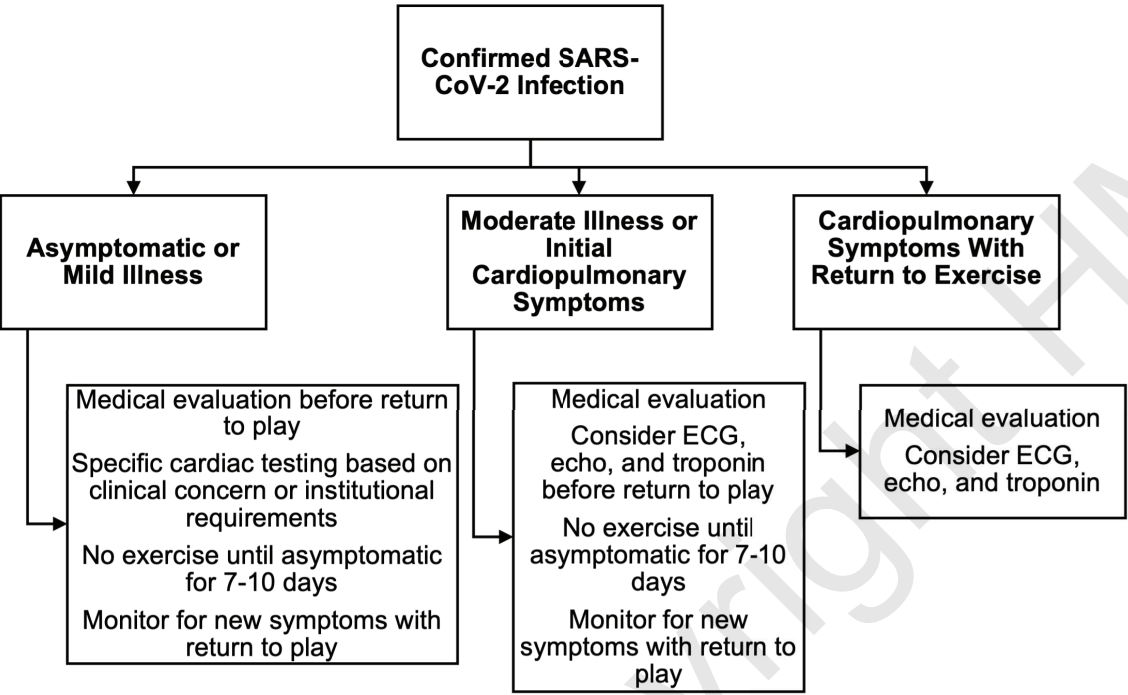 Confirmed SARS-
CoV-2 Infection
Asymptomatic or
Mild Illness
Moderate Illness or
Initial
Cardiopulmonary
Symptoms
Cardiopulmonary
Symptoms With
Return to Exercise
Medical evaluation before return
to play
Specific cardiac testing based on
clinical concern or institutional
requirements
No exercise until asymptomatic
for 7-10 days
Monitor for new symptoms with
return to play
Medical evaluation
Consider ECG,
echo, and troponin
before return to play
No exercise until
asymptomatic for 7-10
days
Monitor for new
symptoms with return to
play
Medical evaluation
Consider ECG,
echo, and troponin